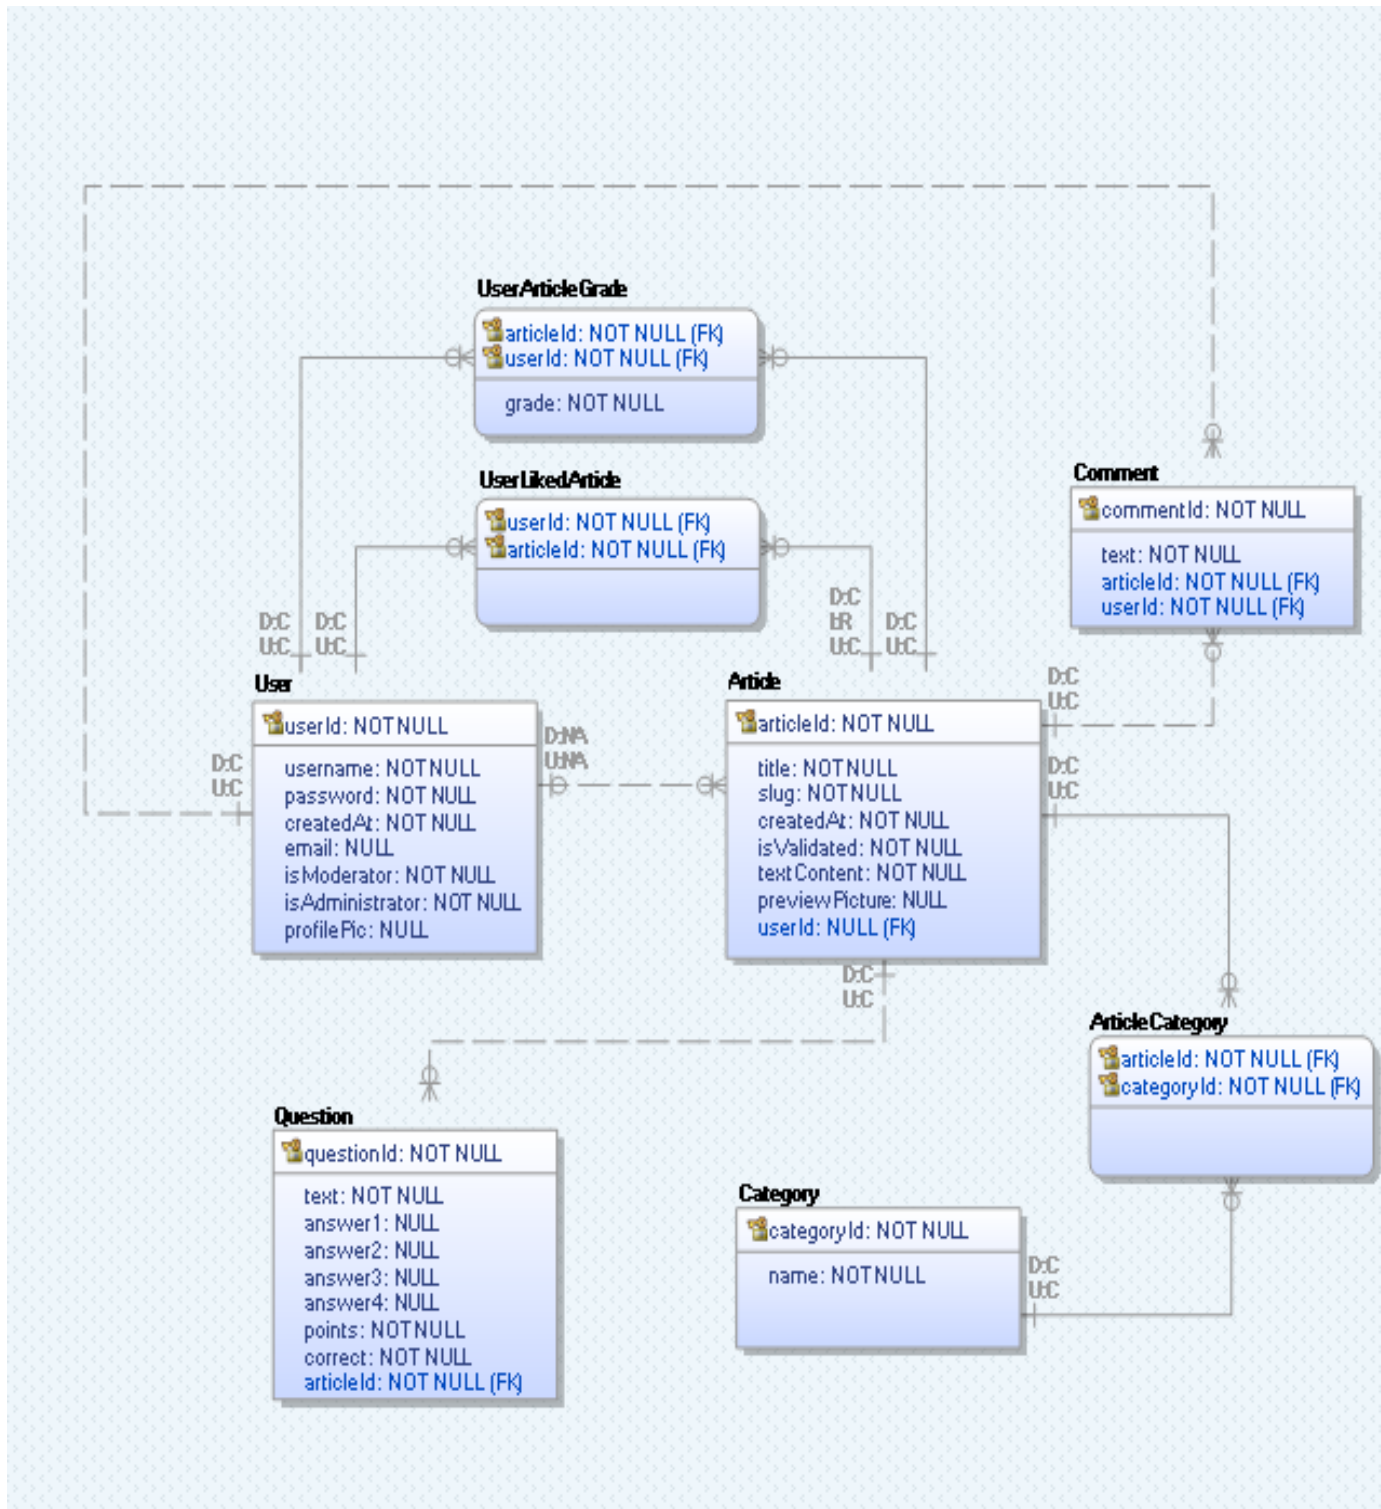 UserArticleGrade
articleId: NOT NULL (FK)
userId: NOT NULL (FK)
grade: NOT NULL
UserLikedArticle
userId: NOT NULL (FK)
articleId: NOT NULL (FK)
Comment
commentId: NOT NULL
text: NOT NULL
articleId: NOT NULL (FK)
userId: NOT NULL (FK)
D:C
U:C
D:C
U:C
D:C
I:R
U:C
D:C
U:C
User
userId: NOT NULL
username: NOT NULL
password: NOT NULL
createdAt: NOT NULL
email: NULL
isModerator: NOT NULL
isAdministrator: NOT NULL
profilePic: NULL
D:C
U:C
D:NA
U:NA
Article
articleId: NOT NULL
title: NOT NULL
slug: NOT NULL
createdAt: NOT NULL
isValidated: NOT NULL
textContent: NOT NULL
previewPicture: NULL
userId: NULL (FK)
D:C
U:C
D:C
U:C
D:C
U:C
ArticleCategory
articleId: NOT NULL (FK)
categoryId: NOT NULL (FK)
Question
questionId: NOT NULL
text: NOT NULL
answer1: NULL
answer2: NULL
answer3: NULL
answer4: NULL
points: NOT NULL
correct: NOT NULL
articleId: NOT NULL (FK)
Category
categoryId: NOT NULL
name: NOT NULL
D:C
U:C